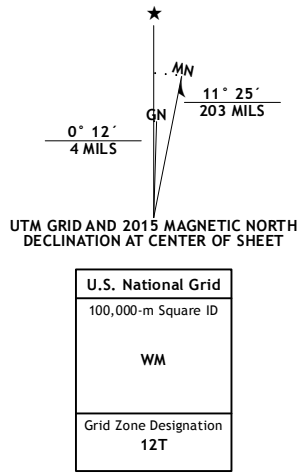 MN
11° 25´
203 MILS
GN
0° 12´
4 MILS
UTM GRID AND 2015 MAGNETIC NORTH
DECLINATION AT CENTER OF SHEET
U.S. National Grid
100,000-m Square ID
WM
Grid Zone Designation
12T